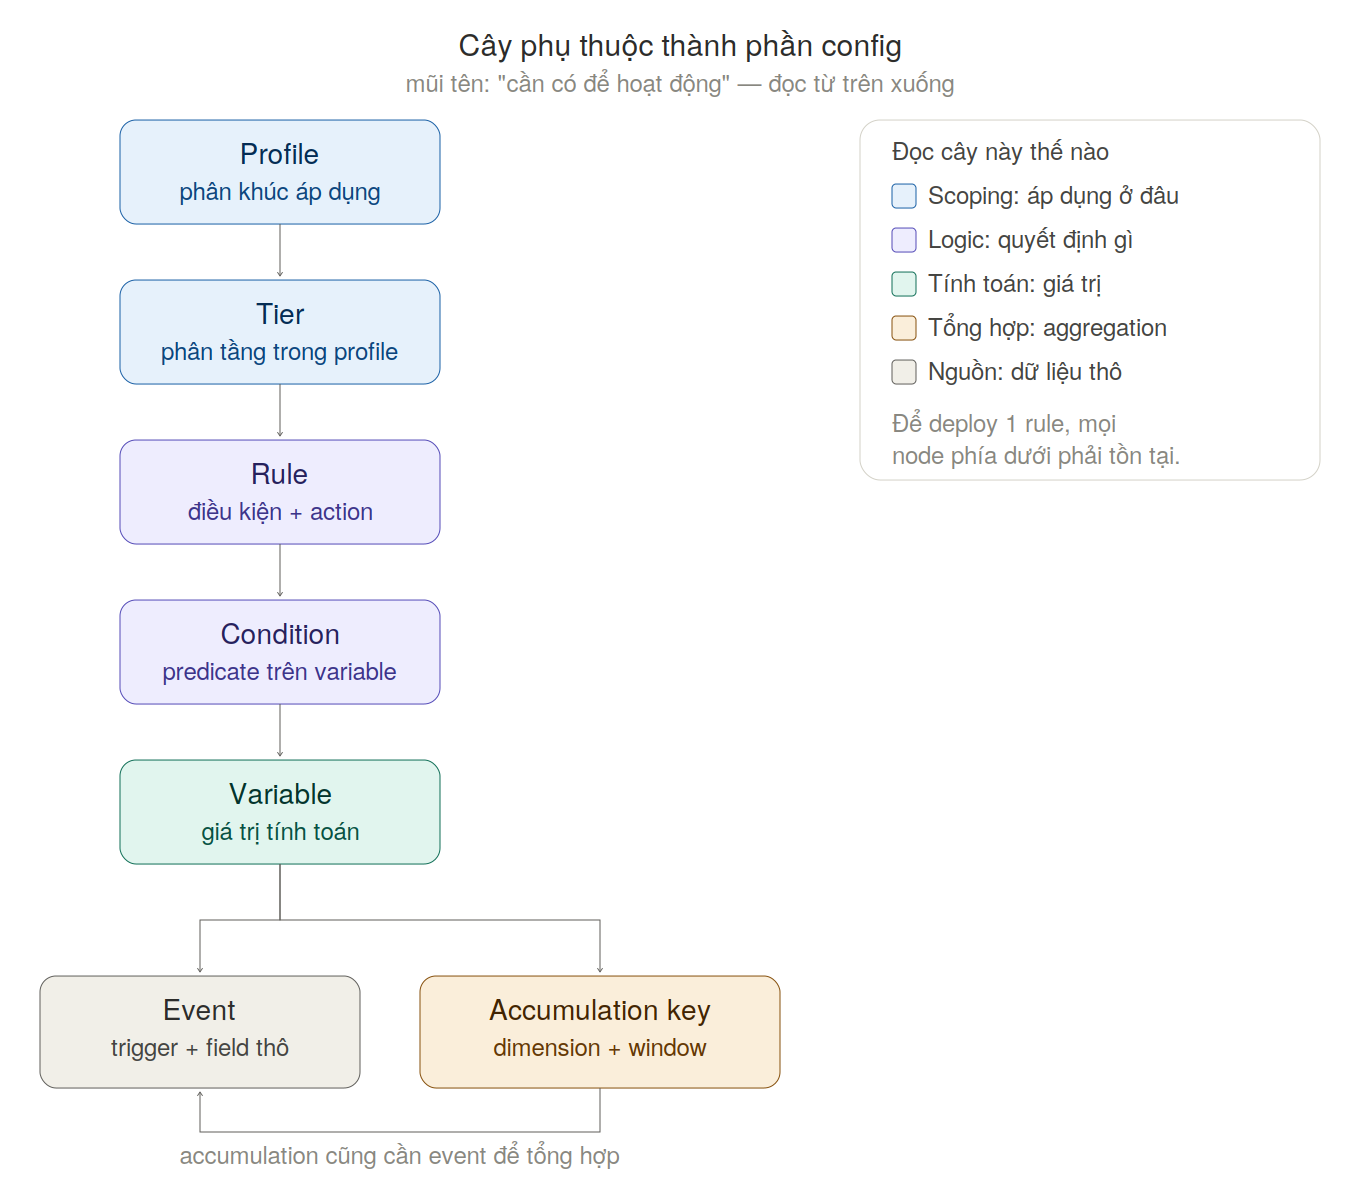 Cây phụ thuộc thành phần config
mũi tên: "cần có để hoạt động" — đọc từ trên xuống
Profile
phân khúc áp dụng
Tier
phân tầng trong profile
Rule
điều kiện + action
Condition
predicate trên variable
Variable
giá trị tính toán
Event
trigger + field thô
Accumulation key
dimension + window
accumulation cũng cần event để tổng hợp
Đọc cây này thế nào
Scoping: áp dụng ở đâu
Logic: quyết định gì
Tính toán: giá trị
Tổng hợp: aggregation
Nguồn: dữ liệu thô
Để deploy 1 rule, mọi
node phía dưới phải tồn tại.